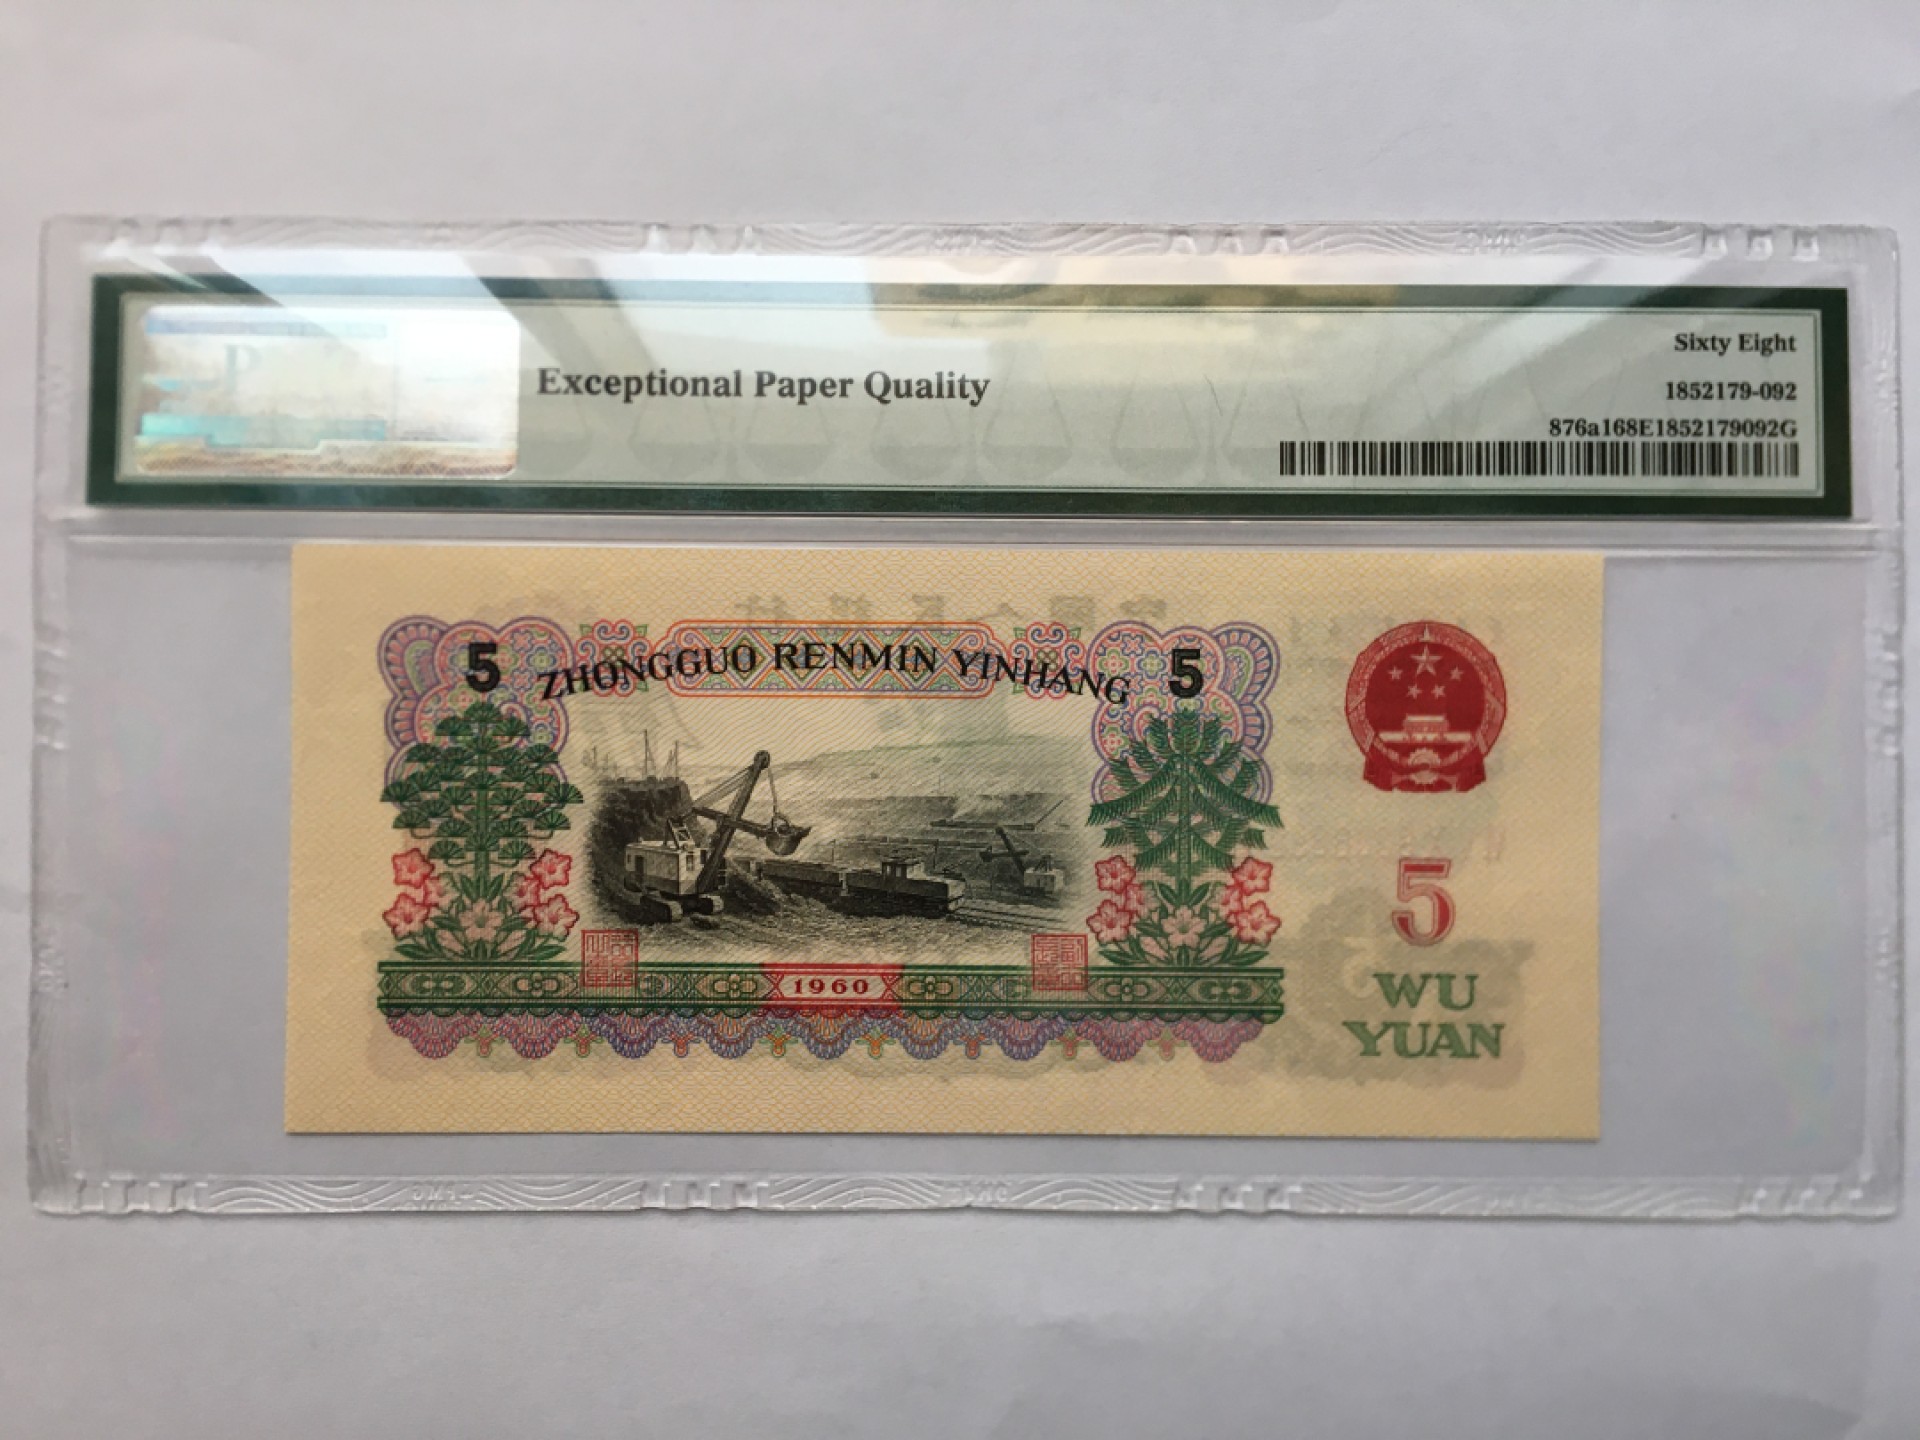 Exceptional Paper Quality
Sixty Eight
1852179-092
876a168E1852179092G
5 ZHONGGUO RENMIN YINHANG 5
5
1960
WU
YUAN